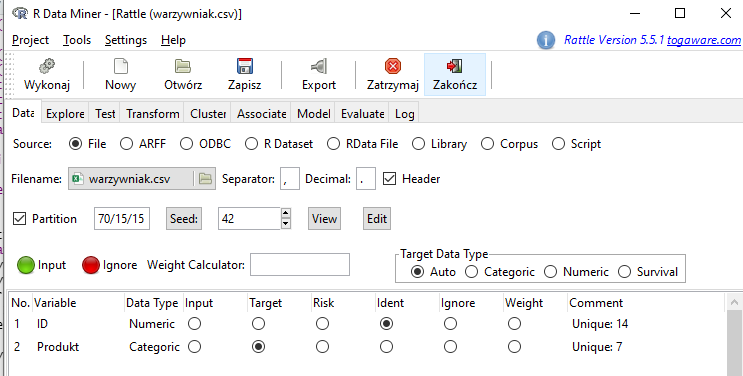 R Data Miner - [Rattle (warzywniak.csv)]
Project Tools Settings Help Rattle Version 5.5.1 togaware.com
Wykonaj Nowy Otwórz Zapisz Export Zatrzymaj Zakończ
Data Explore Test Transform Cluster Associate Model Evaluate Log
Source: File ARFF ODBC R Dataset RData File Library Corpus Script
Filename: warzywniak.csv Separator: , Decimal: . Header
Partition 70/15/15 Seed: 42 View Edit
Input Ignore Weight Calculator: Target Data Type
Auto Categoric Numeric Survival
No. Variable Data Type Input Target Risk Ident Ignore Weight Comment
1 ID Numeric Unique: 14
2 Produkt Categoric Unique: 7